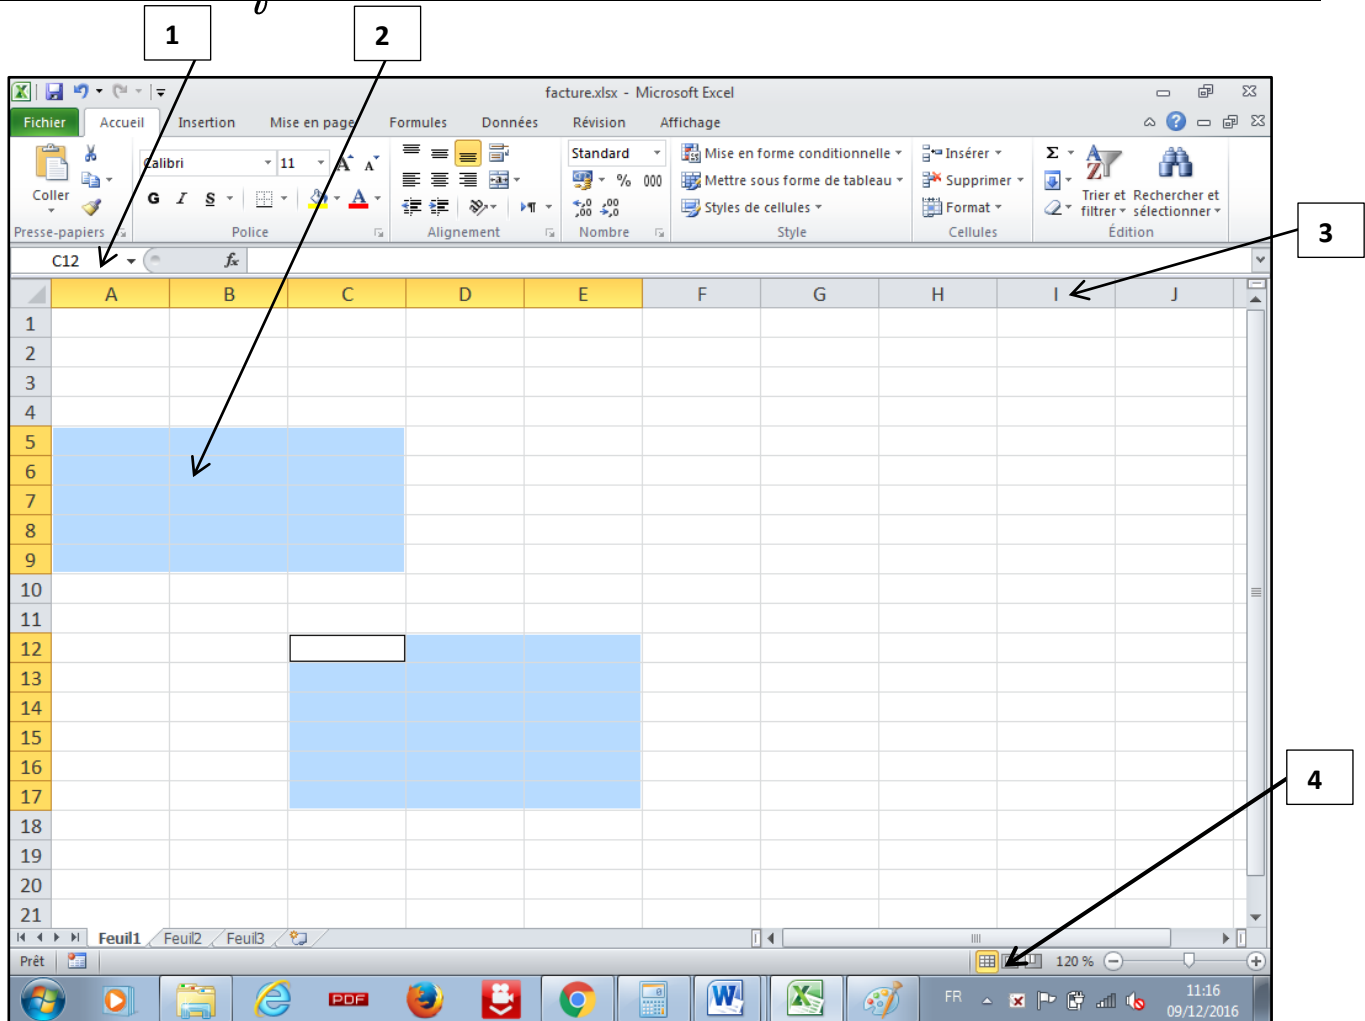 1 2
facture.xlsx - Microsoft Excel
Fichier Accueil Insertion Mise en page Formules Données Révision Affichage
Coller
Calibri 11 A A
G I S A
Standard
% 000
Mise en forme conditionnelle
Mettre sous forme de tableau
Styles de cellules
Insérer
Supprimer
Format
Σ
Trier et filtrer
Rechercher et sélectionner
Presse-papiers Police Alignement Nombre Style Cellules Édition
3
C12 fx
A B C D E F G H I J
1
2
3
4
5
6
7
8
9
10
11
12
13
14
15
16
17
4
18
19
20
21
Feuil1 Feuil2 Feuil3
Prêt 120 %
PDF FR 11:16
09/12/2016